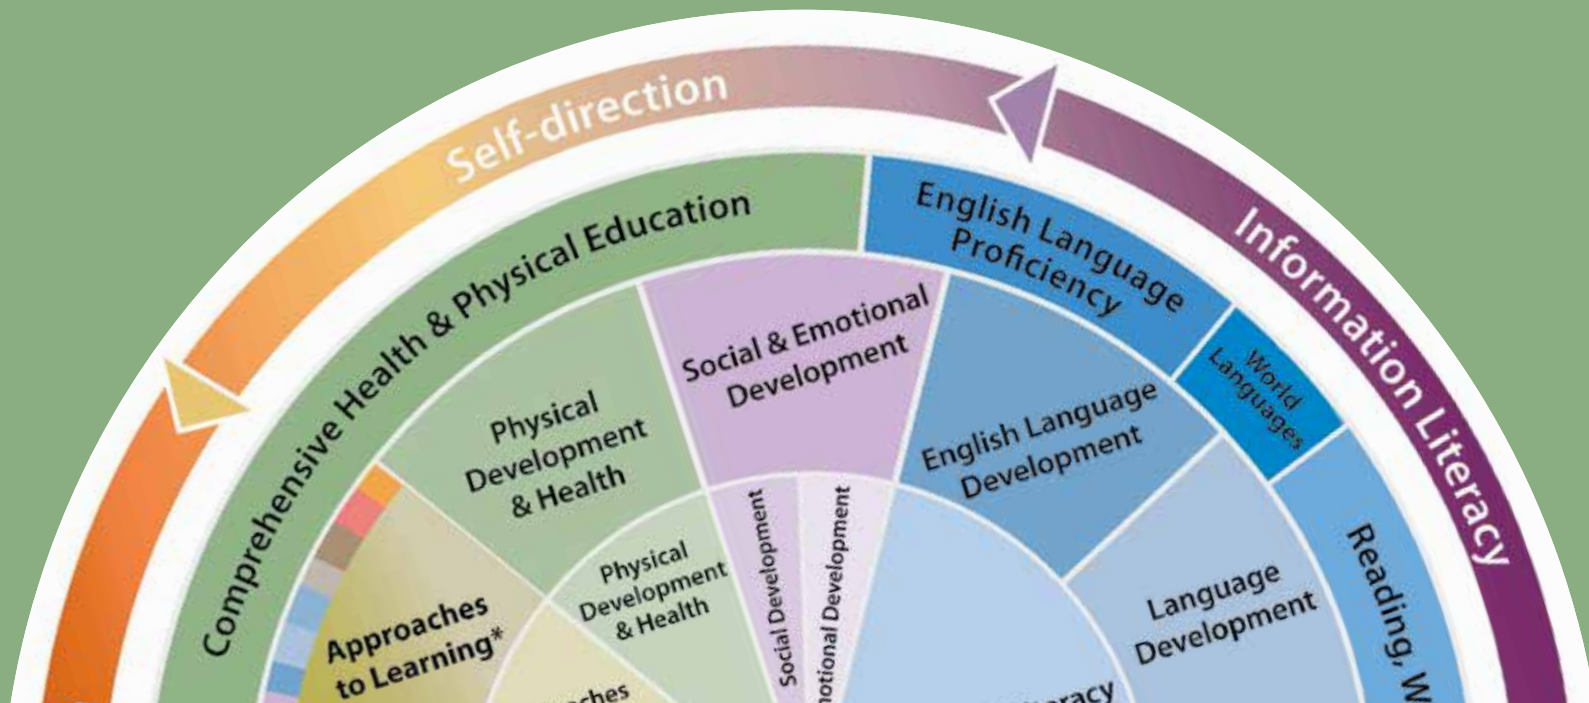 Self-direction
Information Literacy
Comprehensive Health & Physical Education
English Language
Proficiency
World
Languages
Reading,
Physical
Development
& Health
Social & Emotional
Development
English Language
Development
Language
Development
Approaches
to Learning*
Physical
Development
& Health
Social Development
Development